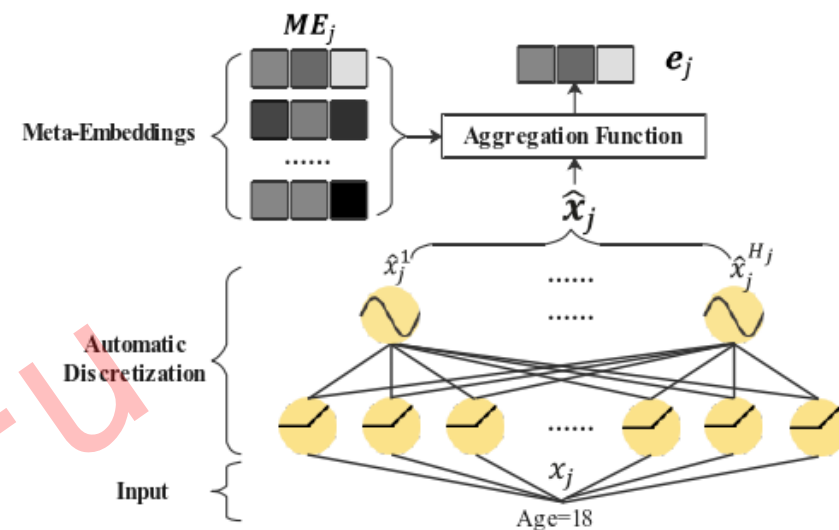 ME_j
e_j
Meta-Embeddings
Aggregation Function
......
x̂_j
x̂_j^1
......
x̂_j^{H_j}
......
Automatic
Discretization
......
x_j
Input
Age=18